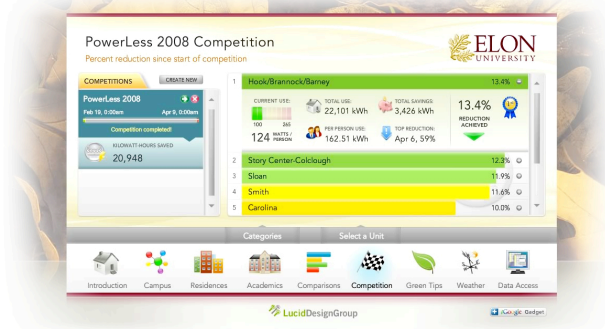 PowerLess 2008 Competition
Percent reduction since start of competition
ELON
UNIVERSITY
COMPETITIONS
CREATE NEW
PowerLess 2008
Feb 19, 0:00am Apr 9, 0:00am
Competition completed!
KILOWATT-HOURS SAVED
20,948
1 Hook/Brannock/Barney 13.4%
CURRENT USE:
100 265
124 WATTS / PERSON
TOTAL USE:
22,101 kWh
TOTAL SAVINGS:
3,426 kWh
PER PERSON USE:
162.51 kWh
TOP REDUCTION:
Apr 6, 59%
13.4%
REDUCTION
ACHIEVED
2 Story Center-Colclough 12.3%
3 Sloan 11.9%
4 Smith 11.6%
5 Carolina 10.0%
Categories Select a Unit
Introduction Campus Residences Academics Comparisons Competition Green Tips Weather Data Access
LucidDesignGroup
iGoogle Gadget